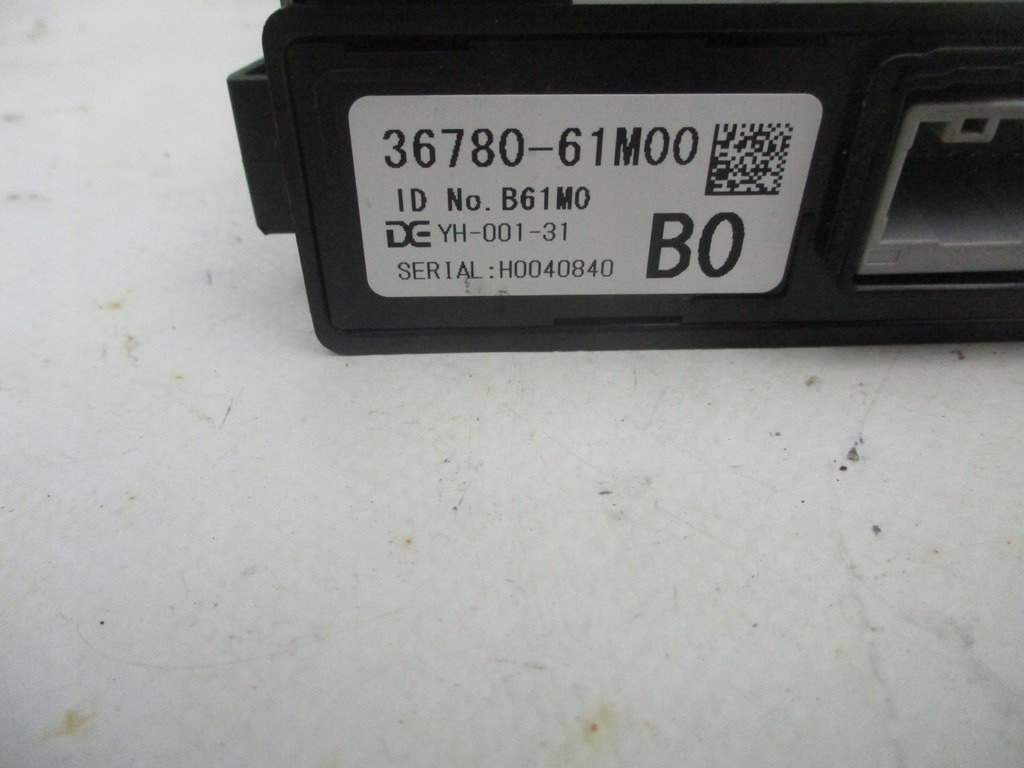 36780-61M00
ID No. B61M0
DE YH-001-31
B0
SERIAL:H0040840